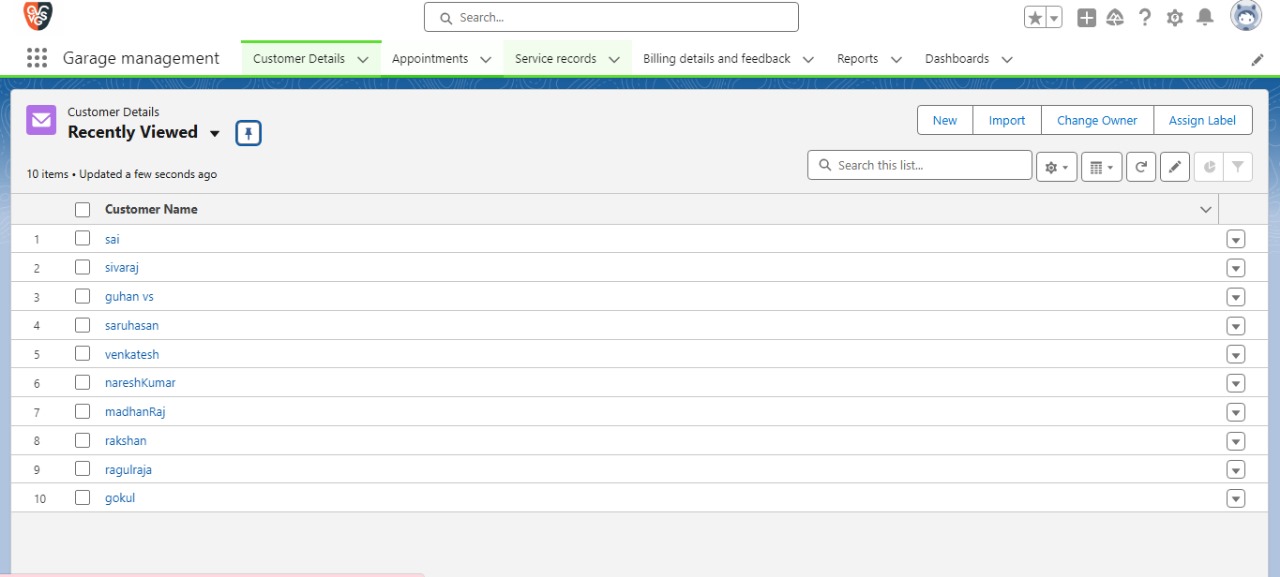 GVGS
VGS
Search...
Garage management
Customer Details
Appointments
Service records
Billing details and feedback
Reports
Dashboards
Customer Details
Recently Viewed
New
Import
Change Owner
Assign Label
10 items • Updated a few seconds ago
Search this list...
Customer Name
1 sai
2 sivaraj
3 guhan vs
4 saruhasan
5 venkatesh
6 nareshKumar
7 madhanRaj
8 rakshan
9 ragulraja
10 gokul